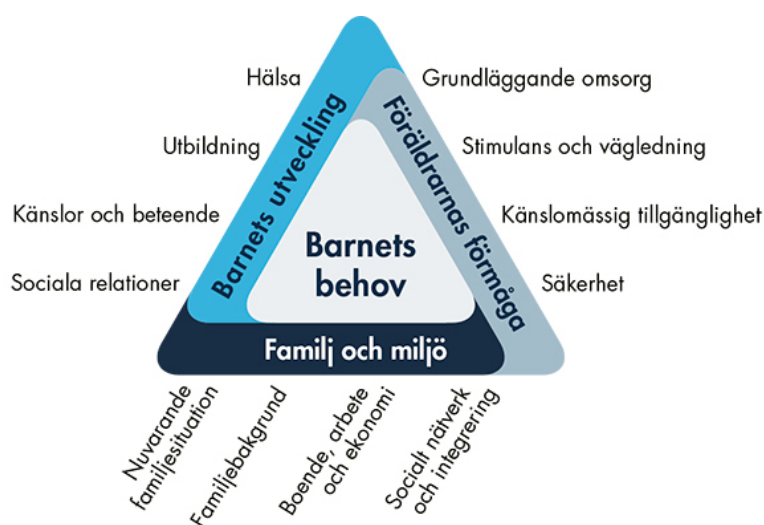 Hälsa
Utbildning
Känslor och beteende
Sociala relationer
Barnets utveckling
Grundläggande omsorg
Stimulans och vägledning
Känslomässig tillgänglighet
Säkerhet
Föräldrarnas förmåga
Barnets
behov
Familj och miljö
Nuvarande
familjesituation
Familjebakgrund
Boende, arbete
och ekonomi
Socialt nätverk
och integrering